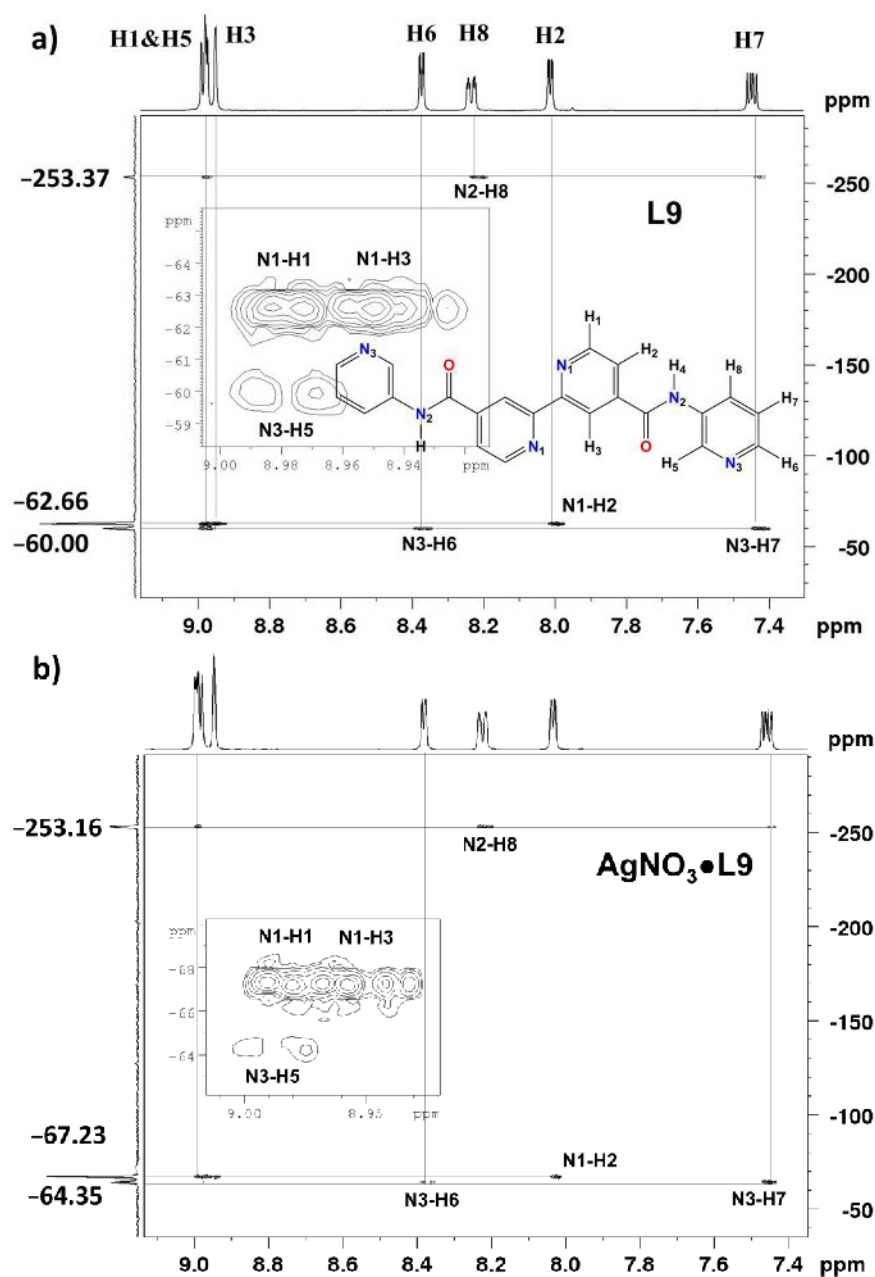 a)
H1&H5
H3
H6
H8
H2
H7
ppm
−253.37
N2-H8
-250
L9
ppm
N1-H1
N1-H3
-200
-64
-63
-62
-61
-60
-59
N3
O
H1
N1
H2
H4
H8
-150
N2
H
N1
H3
N2
O
H7
H5
N3
H6
N3-H5
9.00
8.98
8.96
8.94
ppm
-100
−62.66
−60.00
N1-H2
N3-H6
N3-H7
-50
9.0
8.8
8.6
8.4
8.2
8.0
7.8
7.6
7.4
ppm
b)
ppm
−253.16
N2-H8
-250
AgNO3•L9
-200
ppm
N1-H1
N1-H3
-68
-66
-64
N3-H5
9.00
8.95
ppm
-150
-100
−67.23
−64.35
N1-H2
N3-H6
N3-H7
-50
9.0
8.8
8.6
8.4
8.2
8.0
7.8
7.6
7.4
ppm